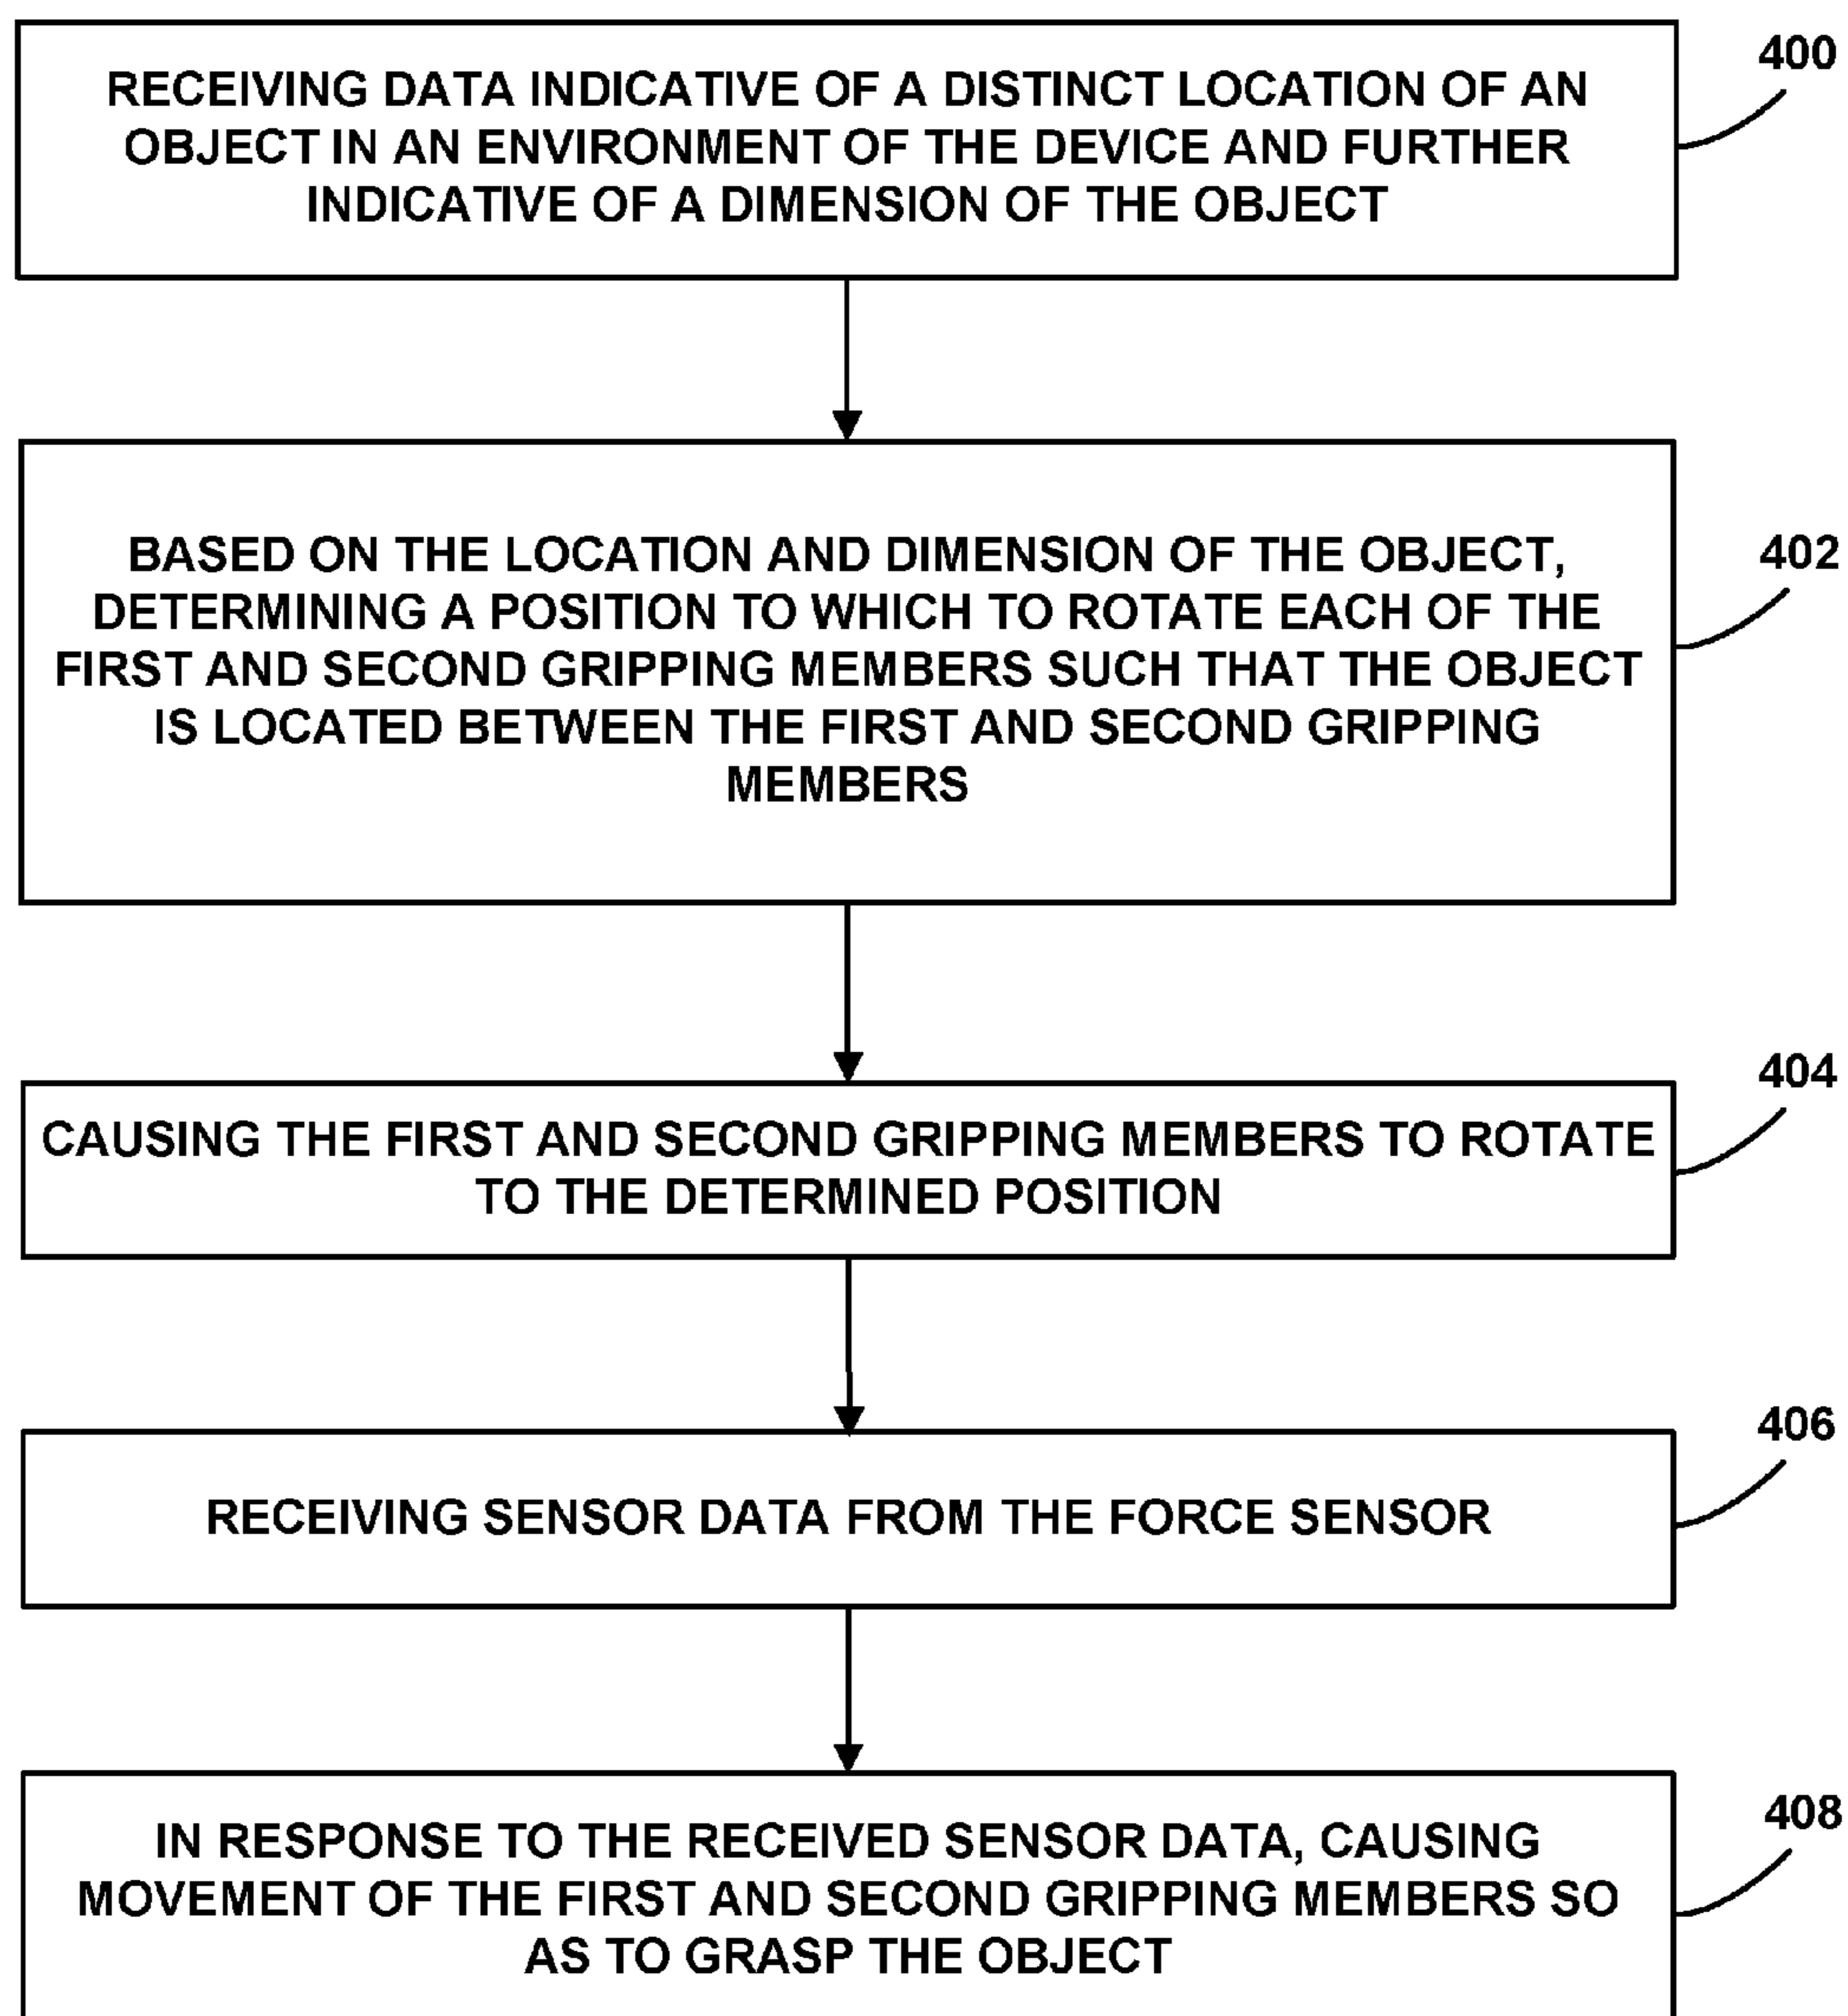 400
RECEIVING DATA INDICATIVE OF A DISTINCT LOCATION OF AN
OBJECT IN AN ENVIRONMENT OF THE DEVICE AND FURTHER
INDICATIVE OF A DIMENSION OF THE OBJECT
402
BASED ON THE LOCATION AND DIMENSION OF THE OBJECT,
DETERMINING A POSITION TO WHICH TO ROTATE EACH OF THE
FIRST AND SECOND GRIPPING MEMBERS SUCH THAT THE OBJECT
IS LOCATED BETWEEN THE FIRST AND SECOND GRIPPING
MEMBERS
404
CAUSING THE FIRST AND SECOND GRIPPING MEMBERS TO ROTATE
TO THE DETERMINED POSITION
406
RECEIVING SENSOR DATA FROM THE FORCE SENSOR
408
IN RESPONSE TO THE RECEIVED SENSOR DATA, CAUSING
MOVEMENT OF THE FIRST AND SECOND GRIPPING MEMBERS SO
AS TO GRASP THE OBJECT